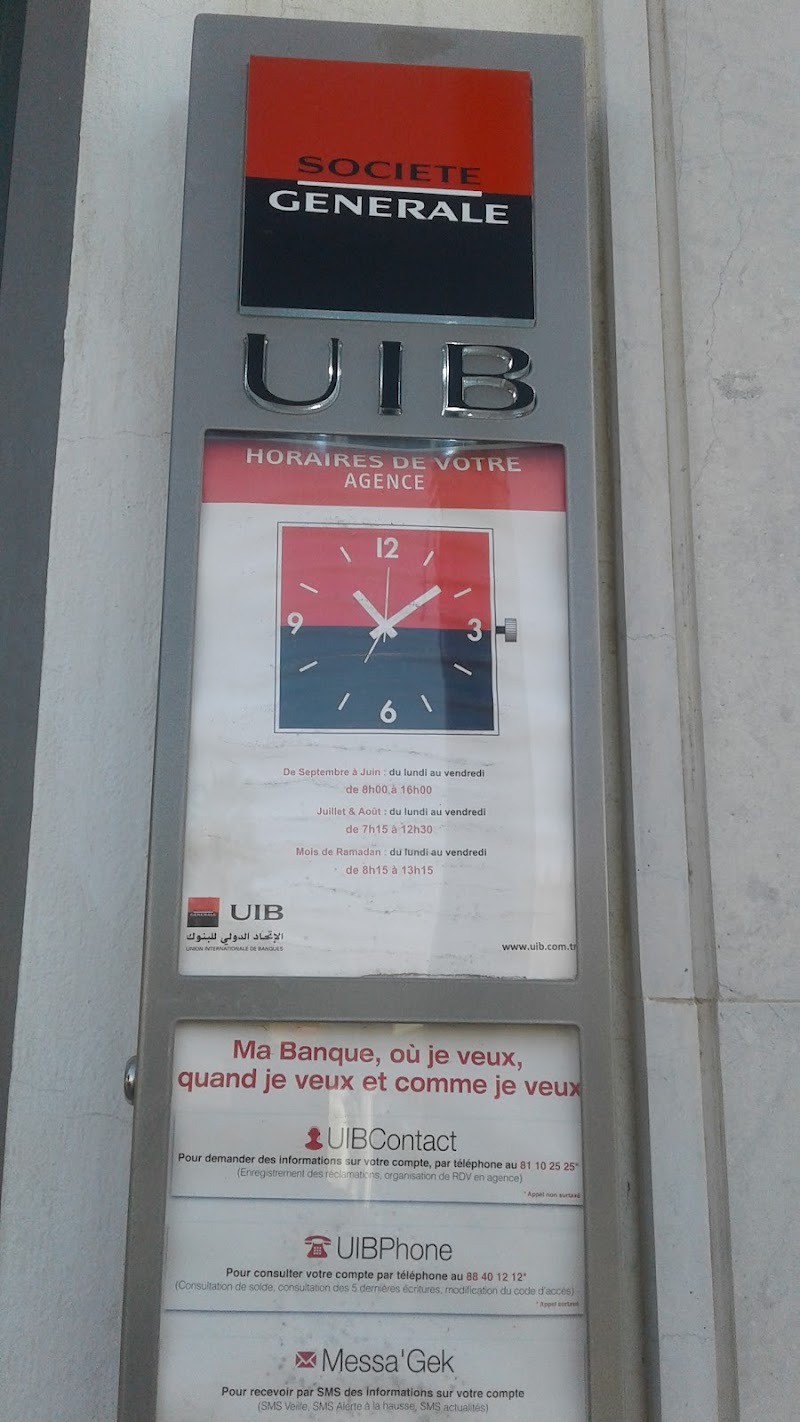 SOCIETE
GENERALE
UIB
HORAIRES DE VOTRE
AGENCE
12
9
3
6
De Septembre à Juin : du lundi au vendredi
de 8h00 à 16h00
Juillet & Août : du lundi au vendredi
de 7h15 à 12h30
Mois de Ramadan : du lundi au vendredi
de 8h15 à 13h15
UIB
الإتحاد الدولي للبنوك
UNION INTERNATIONALE DE BANQUES
www.uib.com.tn
Ma Banque, où je veux,
quand je veux et comme je veux
UIBContact
Pour demander des informations sur votre compte, par téléphone au 81 10 25 25*
(Enregistrement des réclamations, organisation de RDV en agence)
* Appel non surtaxé
UIBPhone
Pour consulter votre compte par téléphone au 88 40 12 12*
(Consultation de solde, consultation des 5 dernières écritures, modification du code d'accès)
* Appel surtaxé
Messa'Gek
Pour recevoir par SMS des informations sur votre compte
(SMS Veille, SMS Alerte à la hausse, SMS actualités)